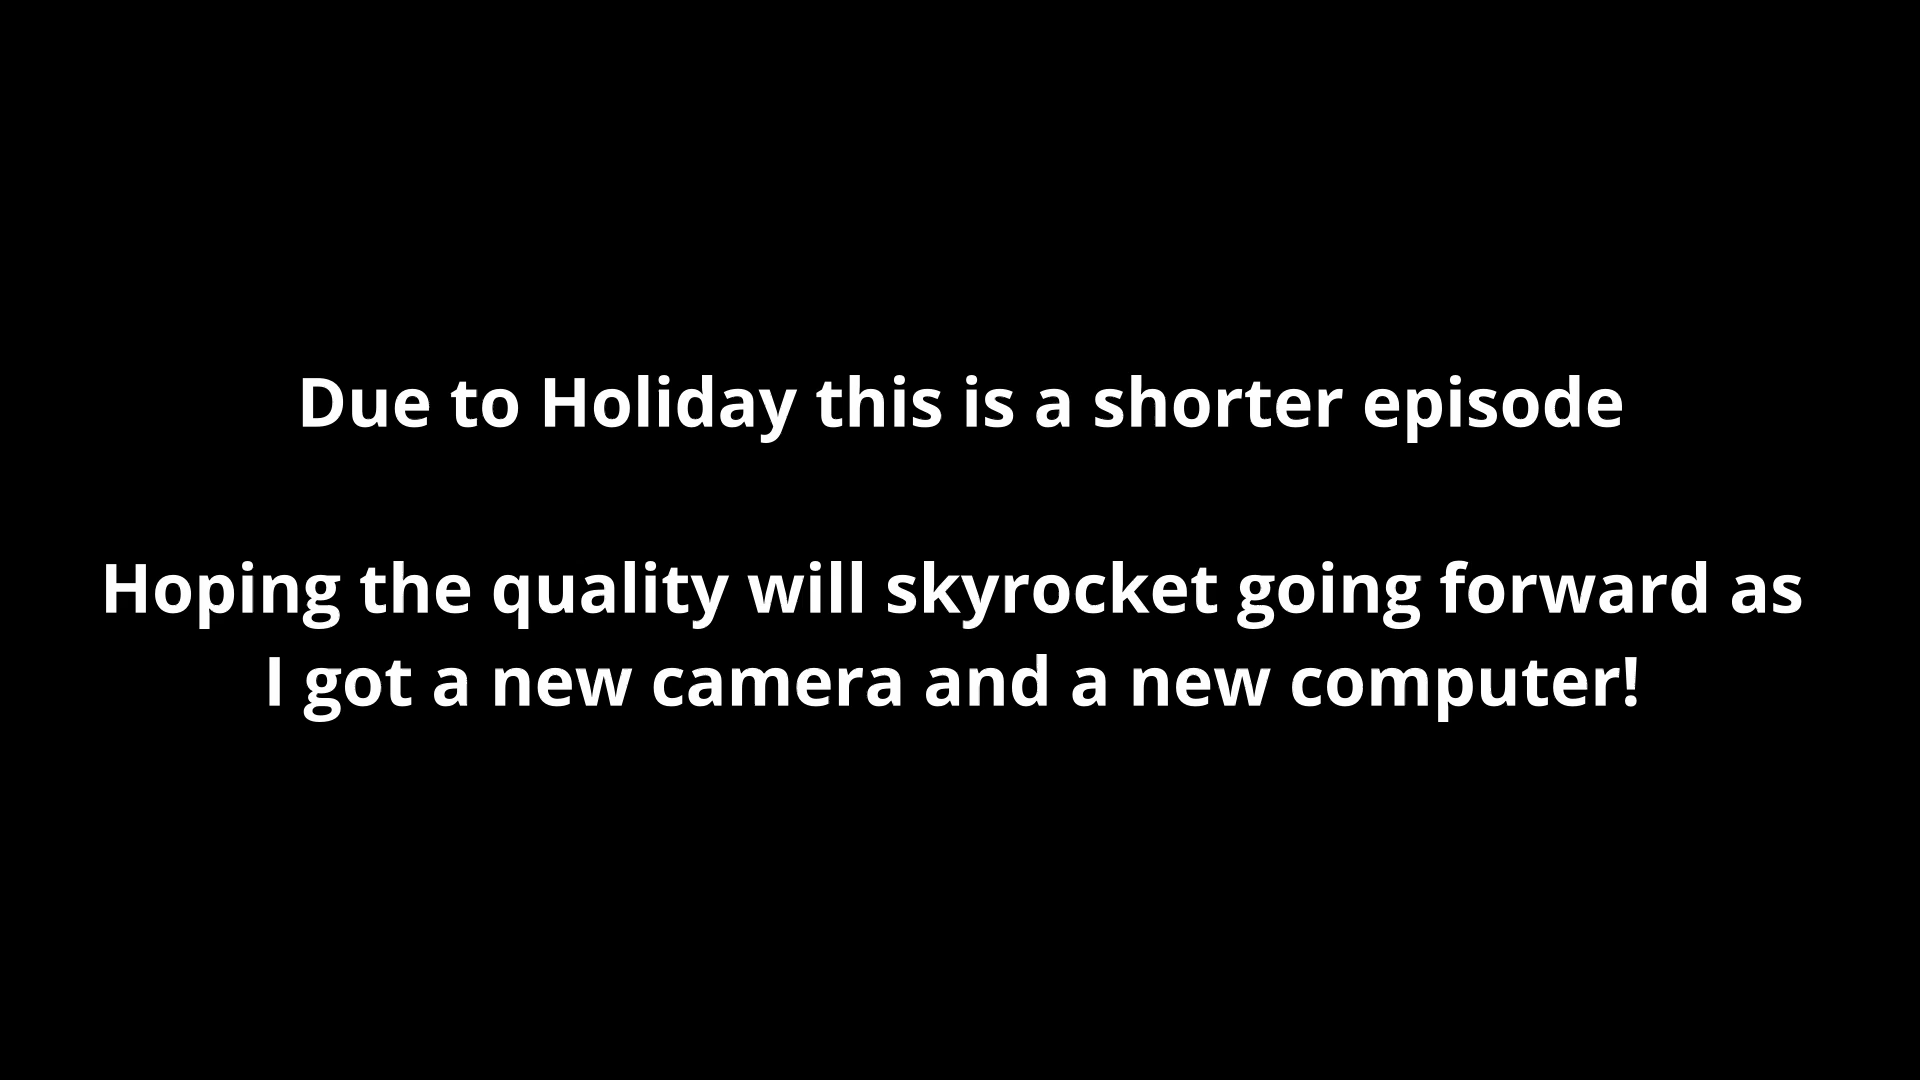 Due to Holiday this is a shorter episode
Hoping the quality will skyrocket going forward as
I got a new camera and a new computer!